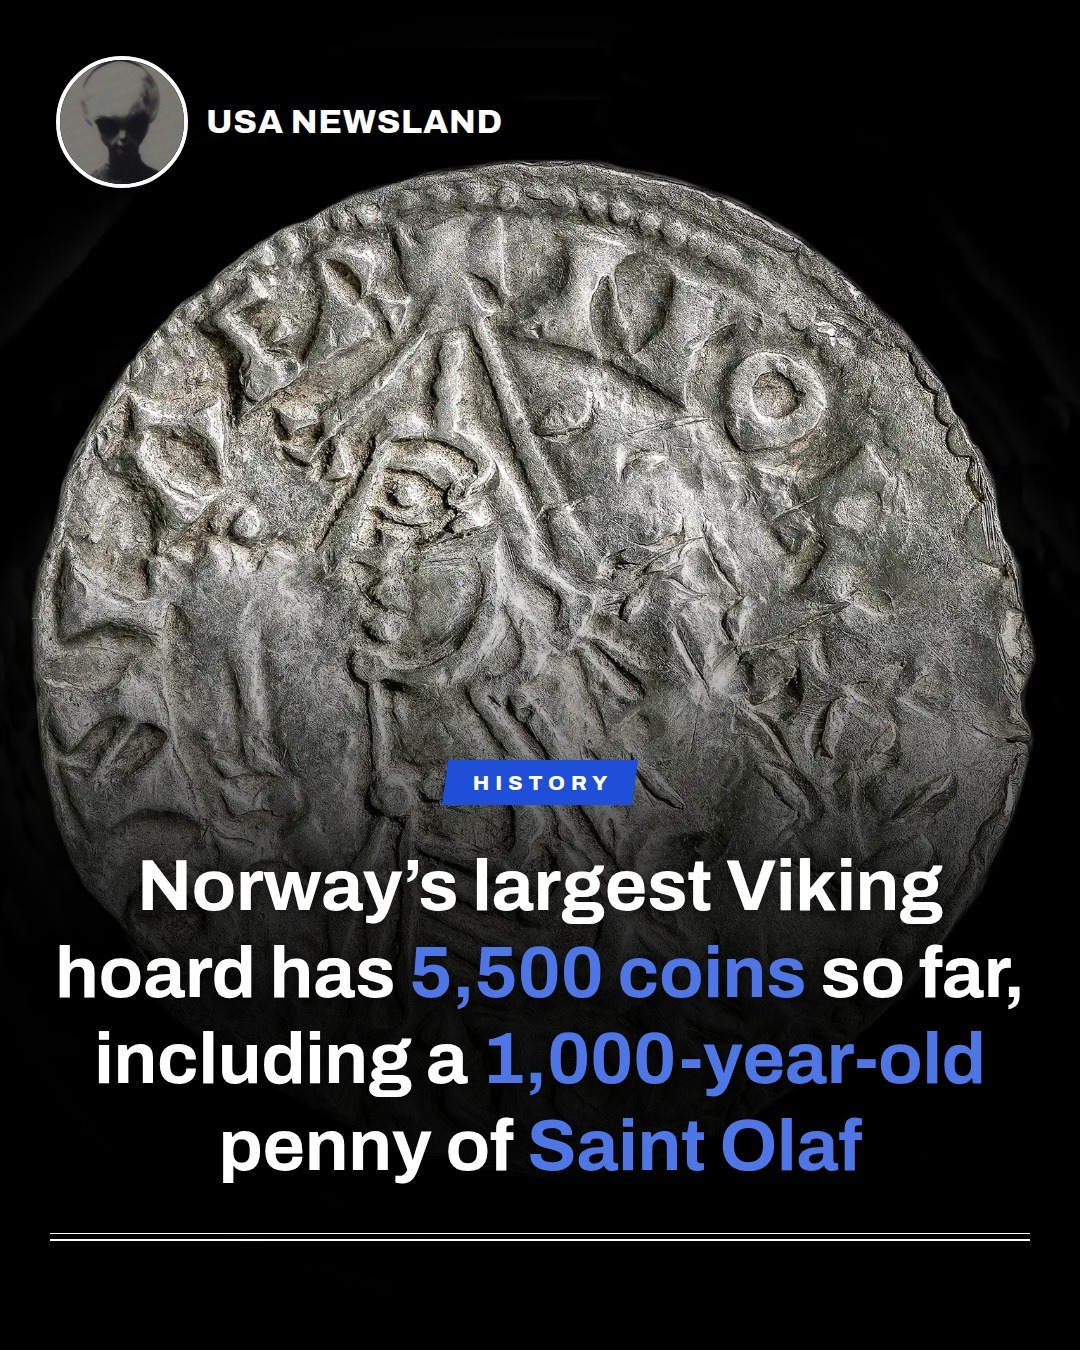 USA NEWSLAND
HISTORY
Norway’s largest Viking
hoard has 5,500 coins so far,
including a 1,000-year-old
penny of Saint Olaf